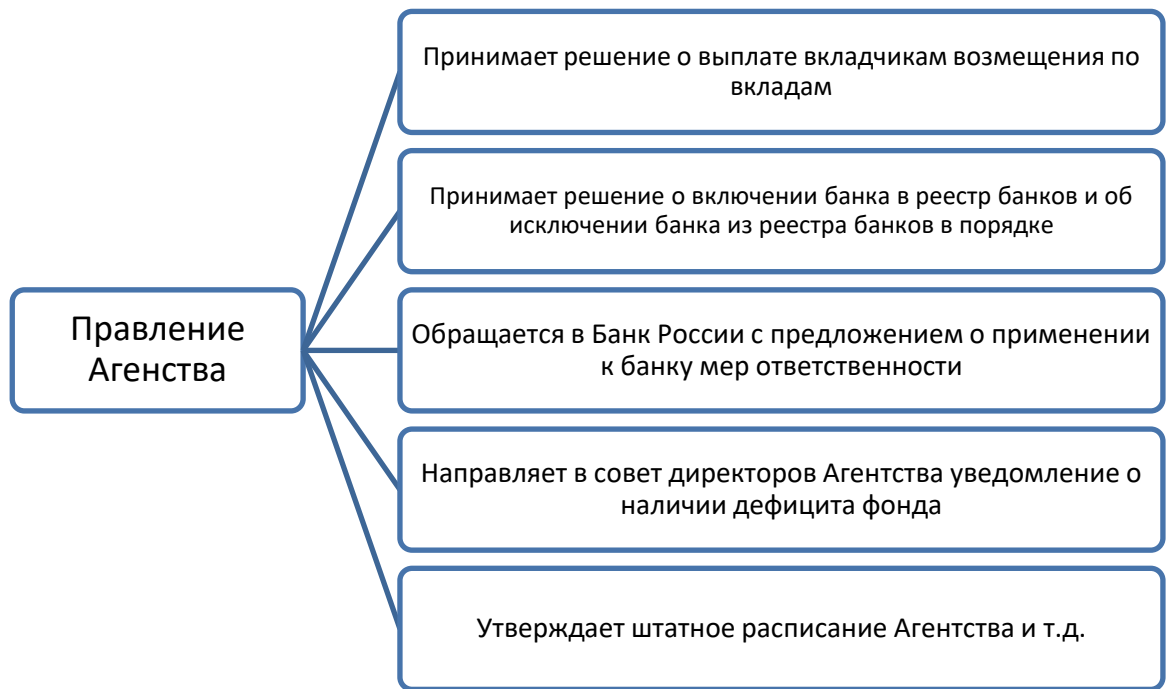 Принимает решение о выплате вкладчикам возмещения по
вкладам
Принимает решение о включении банка в реестр банков и об
исключении банка из реестра банков в порядке
Правление
Агенства
Обращается в Банк России с предложением о применении
к банку мер ответственности
Направляет в совет директоров Агентства уведомление о
наличии дефицита фонда
Утверждает штатное расписание Агентства и т.д.